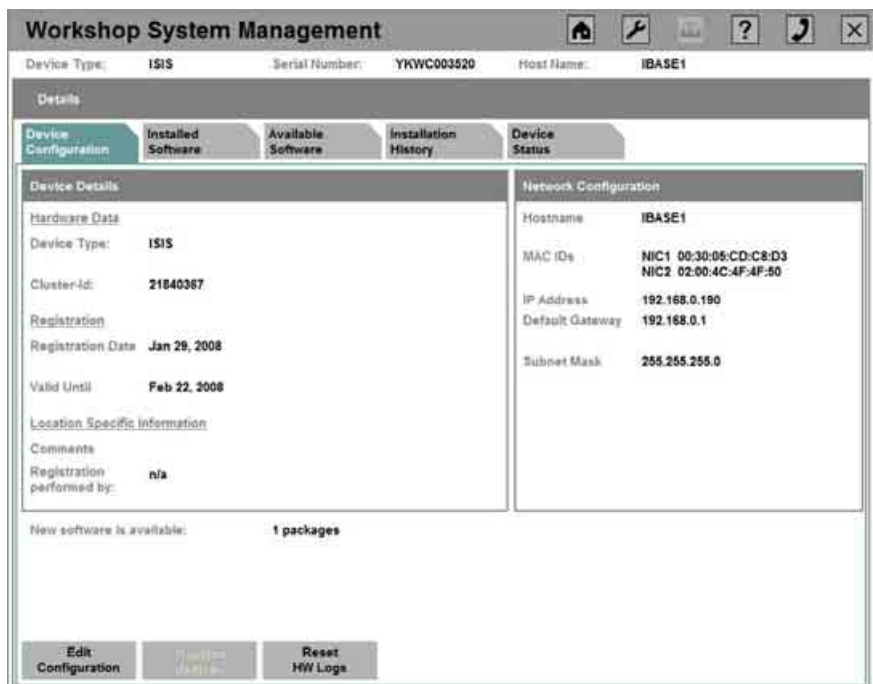 Workshop System Management
?
Device Type: ISIS Serial Number: YKWC003520 Host Name: IBASE1
Details
Device Configuration
Installed Software
Available Software
Installation History
Device Status
Device Details
Hardware Data
Device Type: ISIS
Cluster-Id: 21840367
Registration
Registration Date Jan 29, 2008
Valid Until Feb 22, 2008
Location Specific Information
Comments
Registration performed by: n/a
Network Configuration
Hostname IBASE1
MAC IDs NIC1 00:30:05:CD:C8:D3
NIC2 02:00:4C:4F:4F:50
IP Address 192.168.0.190
Default Gateway 192.168.0.1
Subnet Mask 255.255.255.0
New software is available: 1 packages
Edit Configuration
Reset HW Logs